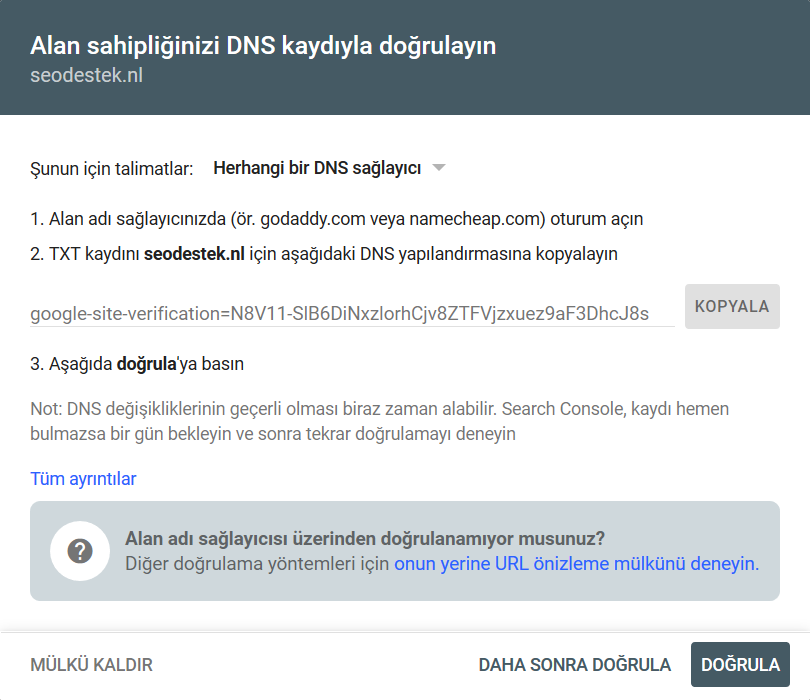 Alan sahipliğinizi DNS kaydıyla doğrulayın
seodestek.nl
Şunun için talimatlar: Herhangi bir DNS sağlayıcı
1. Alan adı sağlayıcınızda (ör. godaddy.com veya namecheap.com) oturum açın
2. TXT kaydını seodestek.nl için aşağıdaki DNS yapılandırmasına kopyalayın
google-site-verification=N8V11-SlB6DiNxzlorhCjv8ZTFVjzxuez9aF3DhcJ8s
KOPYALA
3. Aşağıda doğrula'ya basın
Not: DNS değişikliklerinin geçerli olması biraz zaman alabilir. Search Console, kaydı hemen
bulmazsa bir gün bekleyin ve sonra tekrar doğrulamayı deneyin
Tüm ayrıntılar
Alan adı sağlayıcısı üzerinden doğrulanamıyor musunuz?
Diğer doğrulama yöntemleri için onun yerine URL önizleme mülkünü deneyin.
MÜLKÜ KALDIR
DAHA SONRA DOĞRULA
DOĞRULA